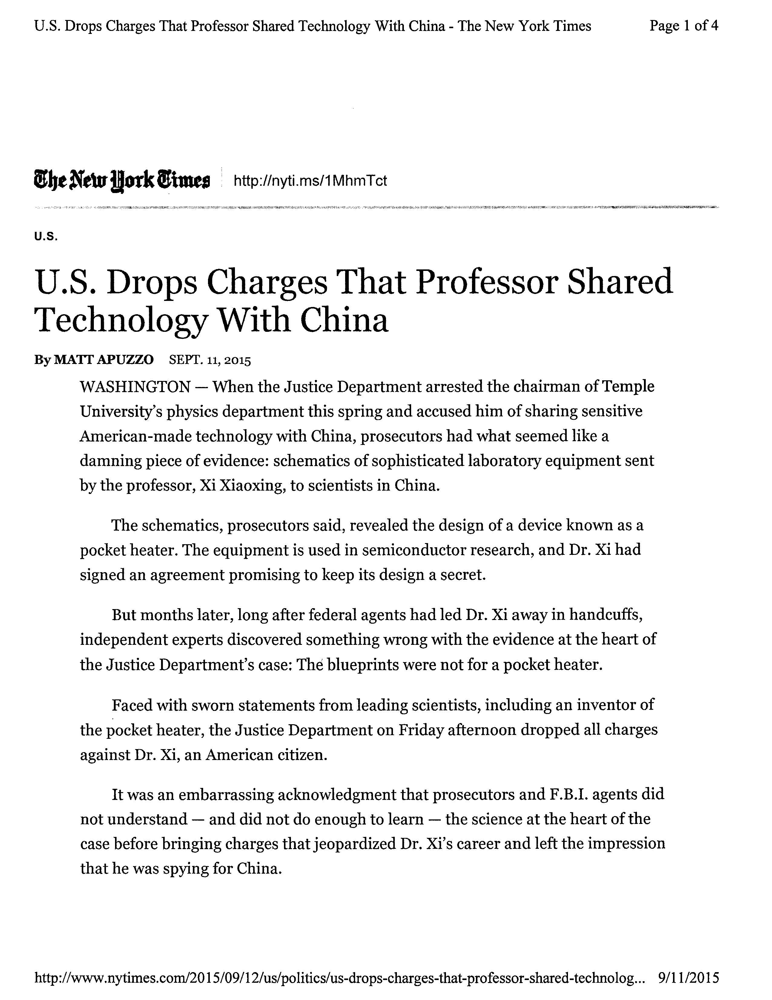 U.S. Drops Charges That Professor Shared Technology With China - The New York Times Page 1 of 4
The New York Times http://nyti.ms/1MhmTct
U.S.
U.S. Drops Charges That Professor Shared
Technology With China
By MATT APUZZO SEPT. 11, 2015
WASHINGTON — When the Justice Department arrested the chairman of Temple
University's physics department this spring and accused him of sharing sensitive
American-made technology with China, prosecutors had what seemed like a
damning piece of evidence: schematics of sophisticated laboratory equipment sent
by the professor, Xi Xiaoxing, to scientists in China.
The schematics, prosecutors said, revealed the design of a device known as a
pocket heater. The equipment is used in semiconductor research, and Dr. Xi had
signed an agreement promising to keep its design a secret.
But months later, long after federal agents had led Dr. Xi away in handcuffs,
independent experts discovered something wrong with the evidence at the heart of
the Justice Department's case: The blueprints were not for a pocket heater.
Faced with sworn statements from leading scientists, including an inventor of
the pocket heater, the Justice Department on Friday afternoon dropped all charges
against Dr. Xi, an American citizen.
It was an embarrassing acknowledgment that prosecutors and F.B.I. agents did
not understand — and did not do enough to learn — the science at the heart of the
case before bringing charges that jeopardized Dr. Xi's career and left the impression
that he was spying for China.
http://www.nytimes.com/2015/09/12/us/politics/us-drops-charges-that-professor-shared-technolog... 9/11/2015